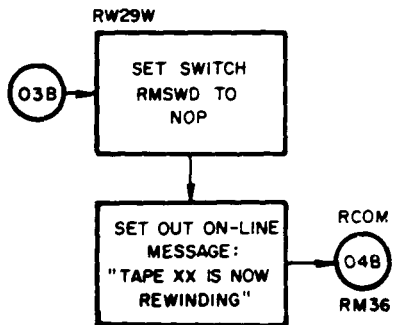 RW29W
03B
SET SWITCH
RMSWD TO
NOP
SET OUT ON-LINE
MESSAGE:
"TAPE XX IS NOW
REWINDING"
RCOM
04B
RM36